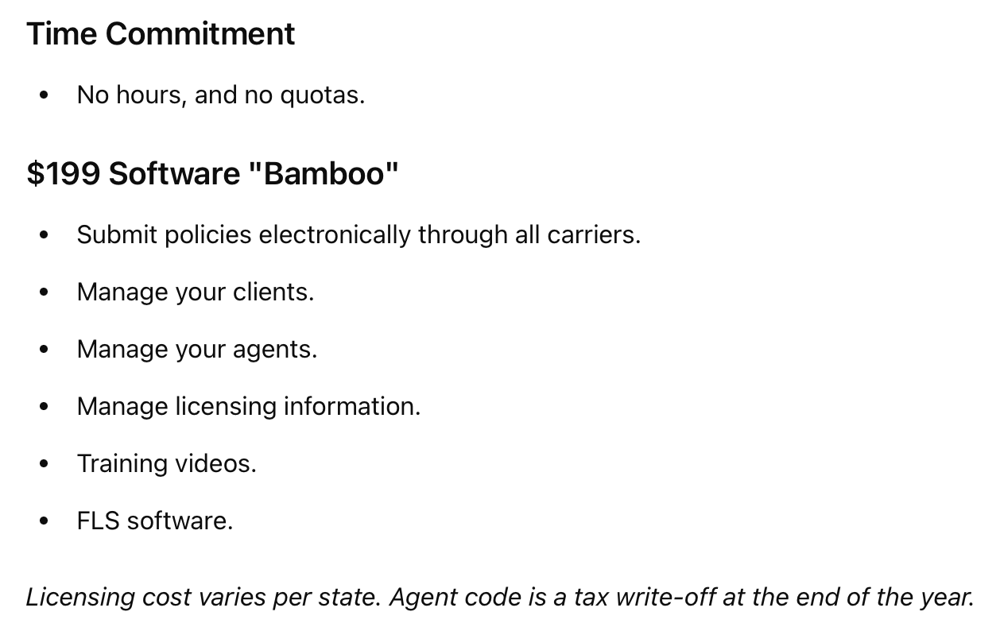 Time Commitment
• No hours, and no quotas.
$199 Software "Bamboo"
• Submit policies electronically through all carriers.
• Manage your clients.
• Manage your agents.
• Manage licensing information.
• Training videos.
• FLS software.
Licensing cost varies per state. Agent code is a tax write-off at the end of the year.